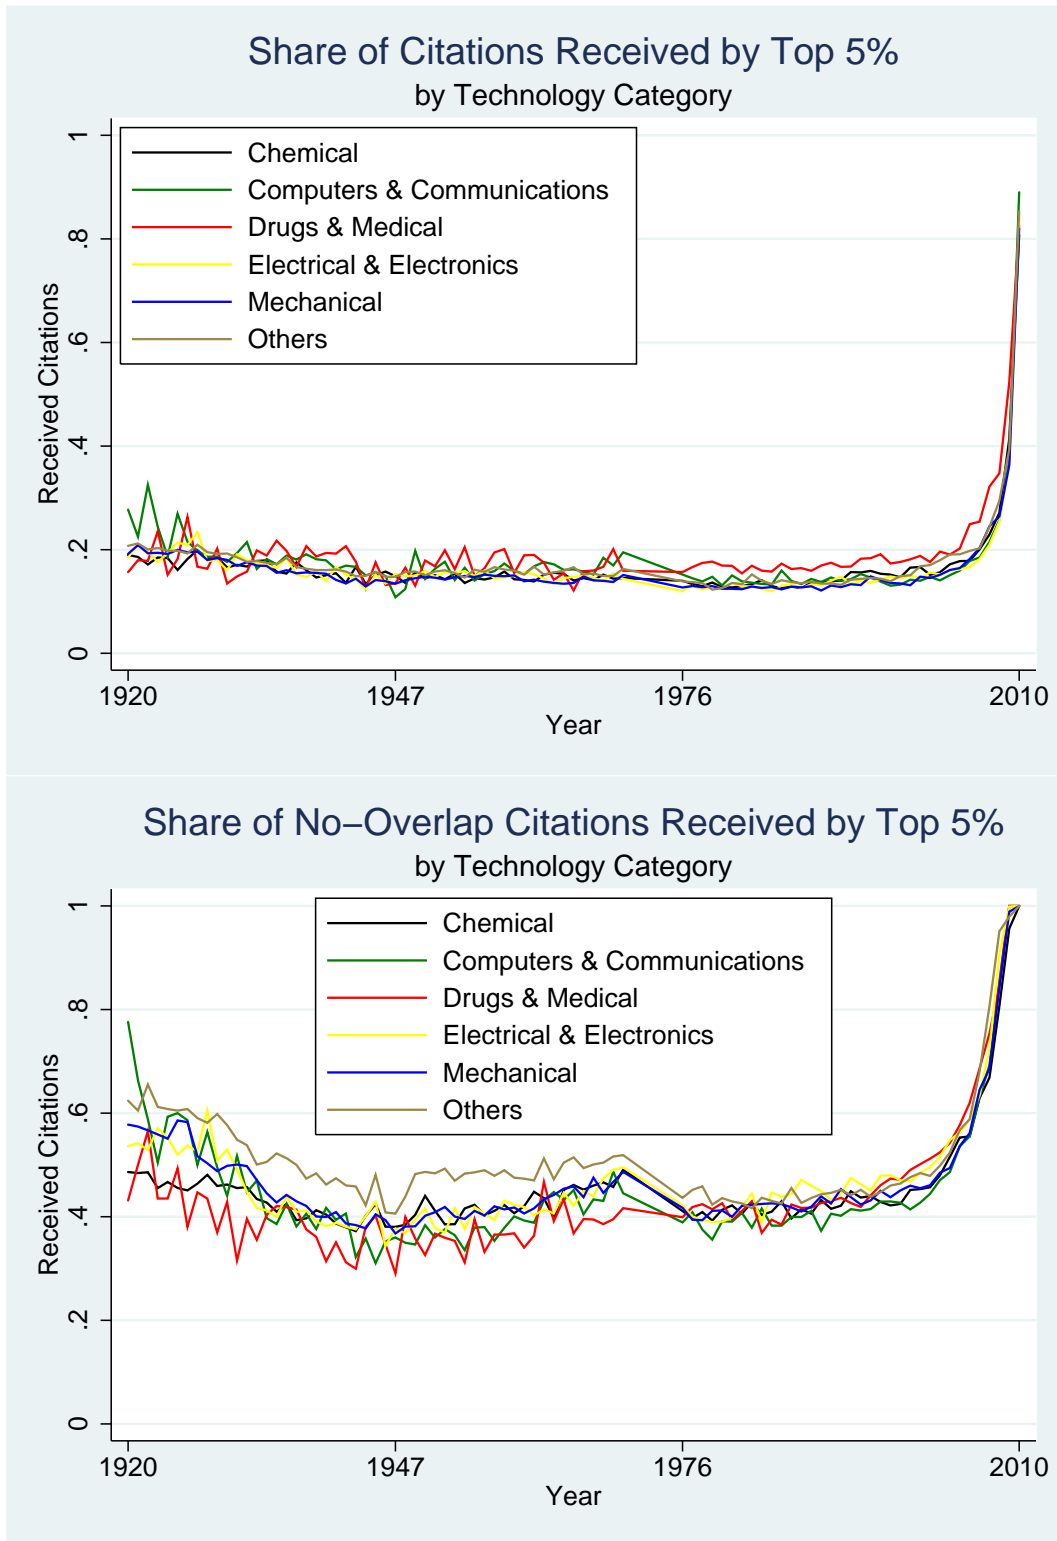 Share of Citations Received by Top 5%
by Technology Category
Chemical
Computers & Communications
Drugs & Medical
Electrical & Electronics
Mechanical
Others
Received Citations
1
.8
.6
.4
.2
0
1920 1947 1976 2010
Year
Share of No−Overlap Citations Received by Top 5%
by Technology Category
Chemical
Computers & Communications
Drugs & Medical
Electrical & Electronics
Mechanical
Others
Received Citations
1
.8
.6
.4
.2
0
1920 1947 1976 2010
Year